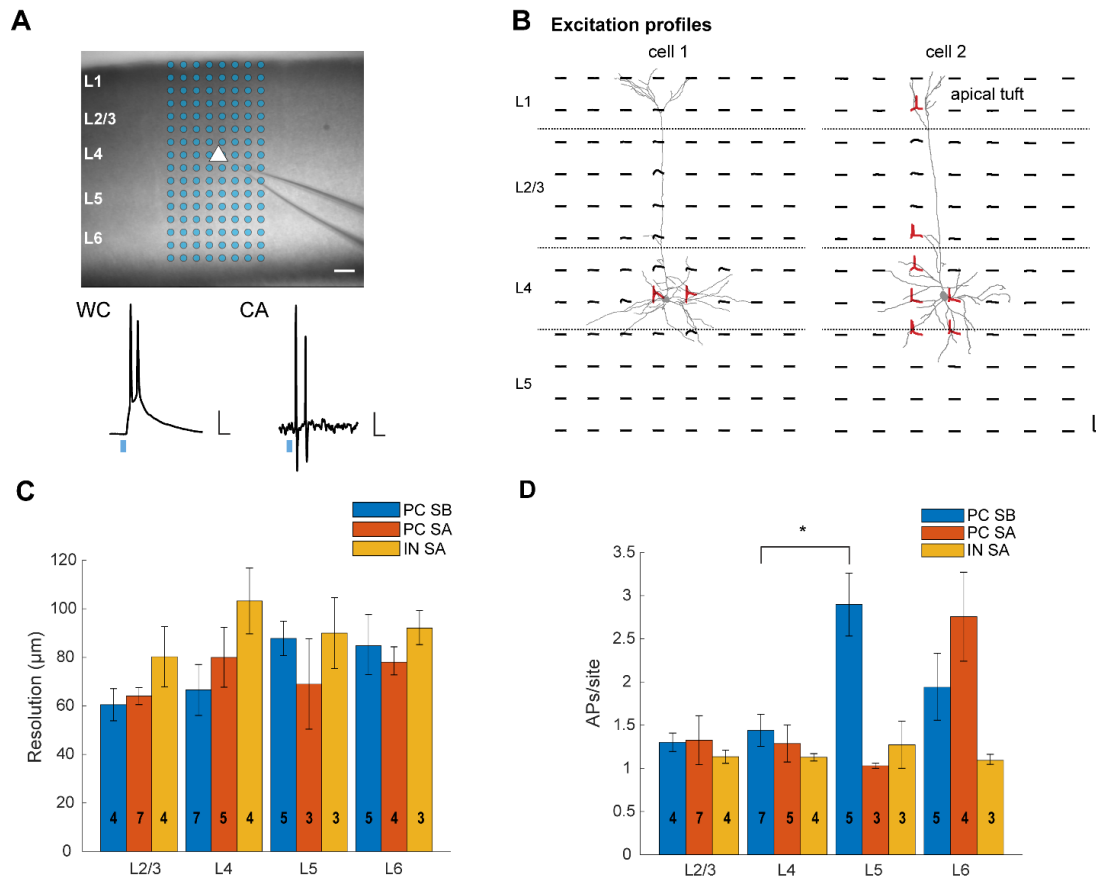 A
L1
L2/3
L4
L5
L6
WC
CA
B Excitation profiles
cell 1
cell 2
apical tuft
L1
L2/3
L4
L5
C
PC SB
PC SA
IN SA
Resolution (µm)
120
100
80
60
40
20
0
4 7 4 7 5 4 5 3 3 5 4 3
L2/3 L4 L5 L6
D
PC SB
PC SA
IN SA
*
APs/site
3.5
3
2.5
2
1.5
1
0.5
0
4 7 4 7 5 4 5 3 3 5 4 3
L2/3 L4 L5 L6